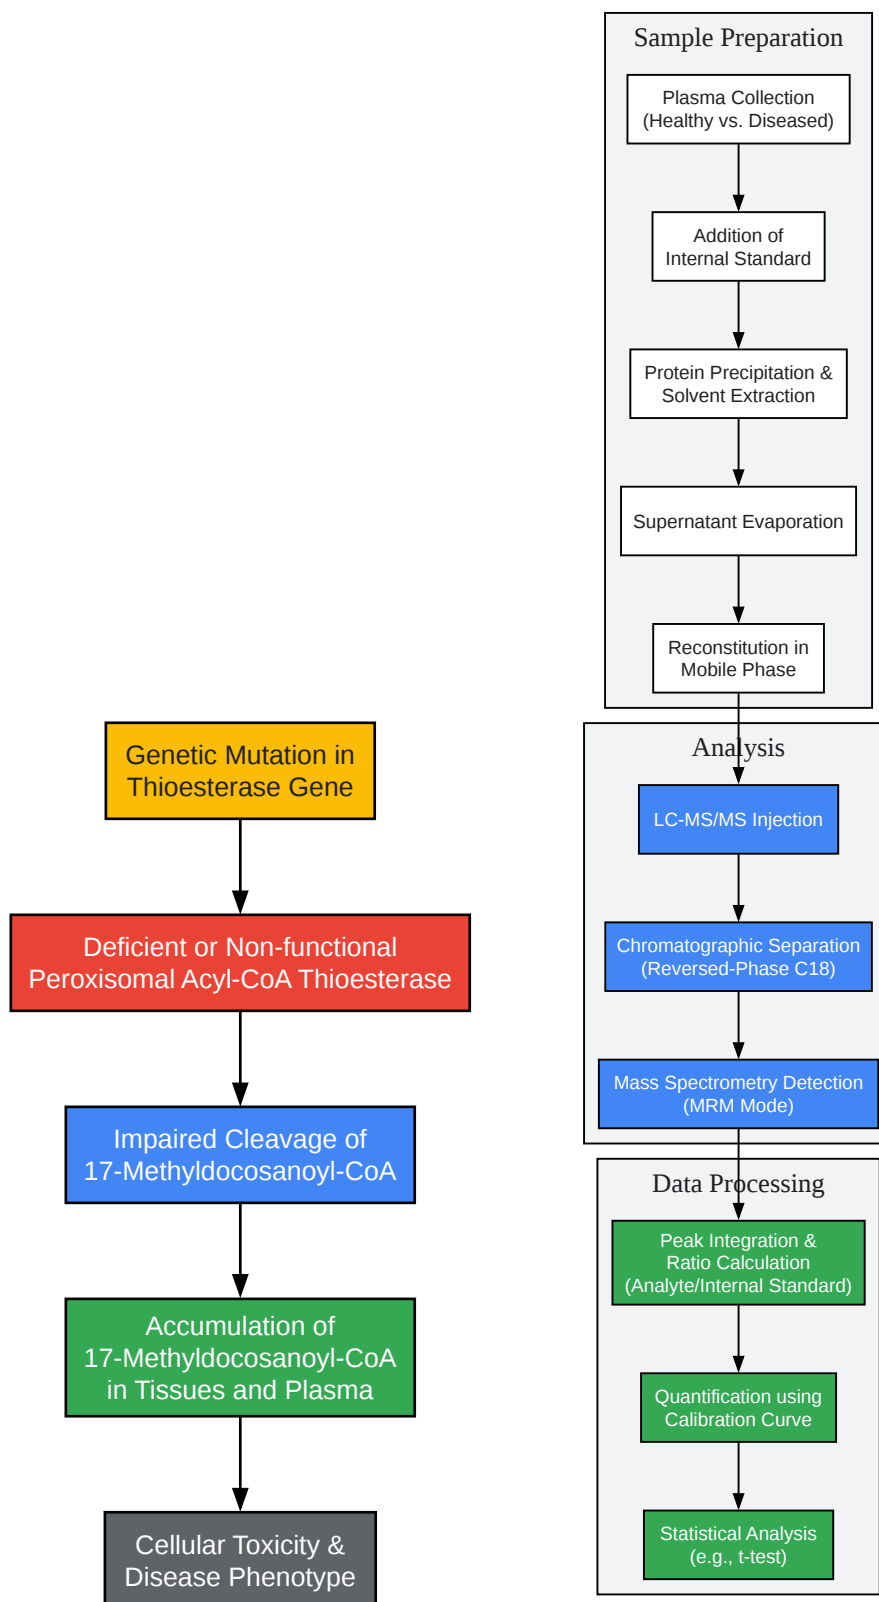 Sample Preparation
Plasma Collection
(Healthy vs. Diseased)
Addition of
Internal Standard
Protein Precipitation &
Solvent Extraction
Supernatant Evaporation
Reconstitution in
Mobile Phase
Analysis
LC-MS/MS Injection
Chromatographic Separation
(Reversed-Phase C18)
Mass Spectrometry Detection
(MRM Mode)
Data Processing
Peak Integration &
Ratio Calculation
(Analyte/Internal Standard)
Quantification using
Calibration Curve
Statistical Analysis
(e.g., t-test)
Genetic Mutation in
Thioesterase Gene
Deficient or Non-functional
Peroxisomal Acyl-CoA Thioesterase
Impaired Cleavage of
17-Methyldocosanoyl-CoA
Accumulation of
17-Methyldocosanoyl-CoA
in Tissues and Plasma
Cellular Toxicity &
Disease Phenotype